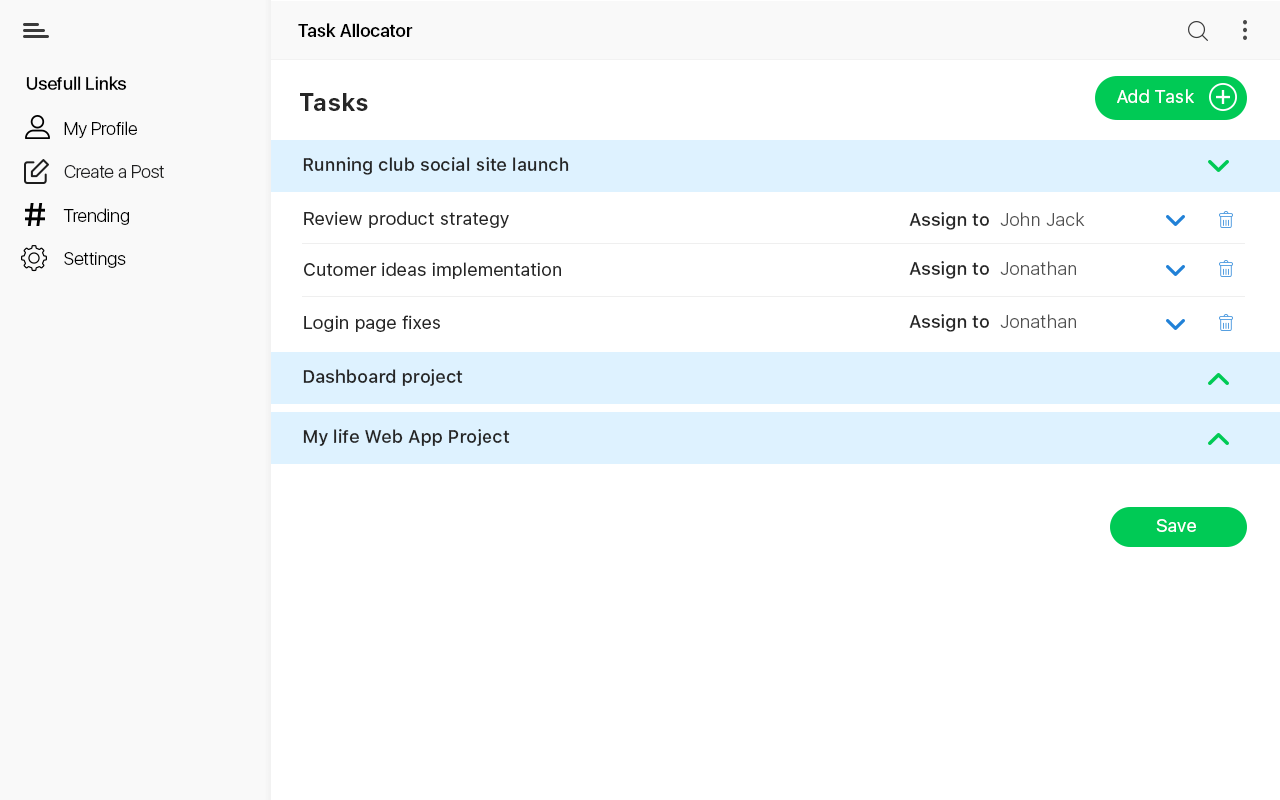 Task Allocator
Usefull Links
My Profile
Create a Post
Trending
Settings
Tasks
Add Task
Running club social site launch
Review product strategy Assign to John Jack
Cutomer ideas implementation Assign to Jonathan
Login page fixes Assign to Jonathan
Dashboard project
My life Web App Project
Save